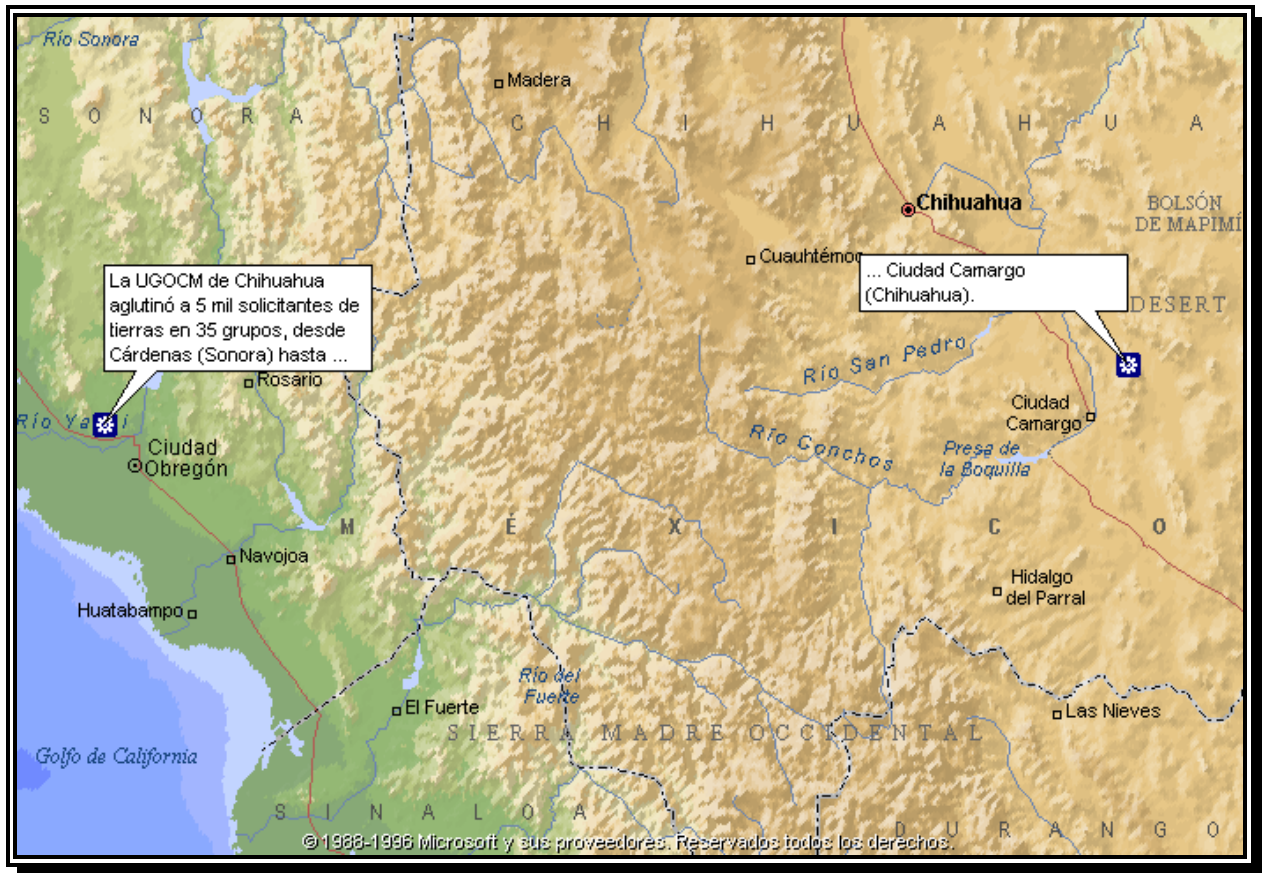 Río Sonora
Madera
S O N O R A
C H I H U A H U A
Chihuahua
BOLSÓN
DE MAPIMÍ
Cuauhtémoc
... Ciudad Camargo
(Chihuahua).
La UGOCM de Chihuahua
aglutinó a 5 mil solicitantes de
tierras en 35 grupos, desde
Cárdenas (Sonora) hasta ...
DESERT
Río San Pedro
Rosario
Ciudad
Camargo
Río Ya i
Ciudad
Obregón
Río Conchos
Presa de
la Boquilla
M É X I C O
Navojoa
Hidalgo
del Parral
Huatabampo
Río del
Fuerte
El Fuerte
Las Nieves
SIERRA MADRE OCCIDENTAL
Golfo de California
S I N A L O A
D U R A N G O
© 1988-1996 Microsoft y sus proveedores. Reservados todos los derechos.